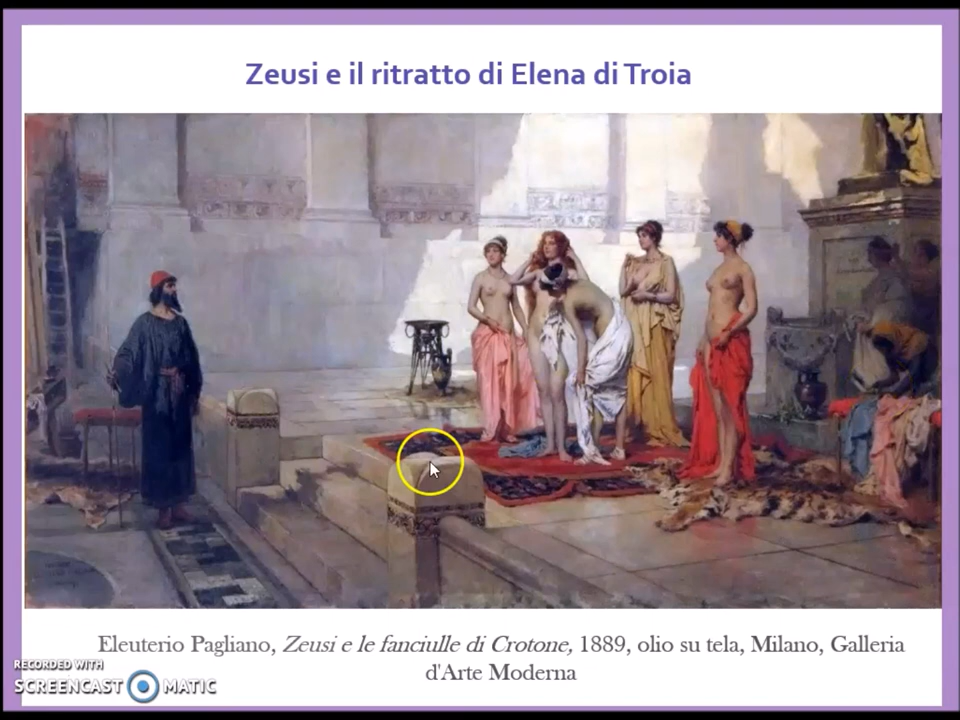 Zeusi e il ritratto di Elena di Troia
Eleuterio Pagliano, Zeusi e le fanciulle di Crotone, 1889, olio su tela, Milano, Galleria
d'Arte Moderna
RECORDED WITH
SCREENCAST MATIC